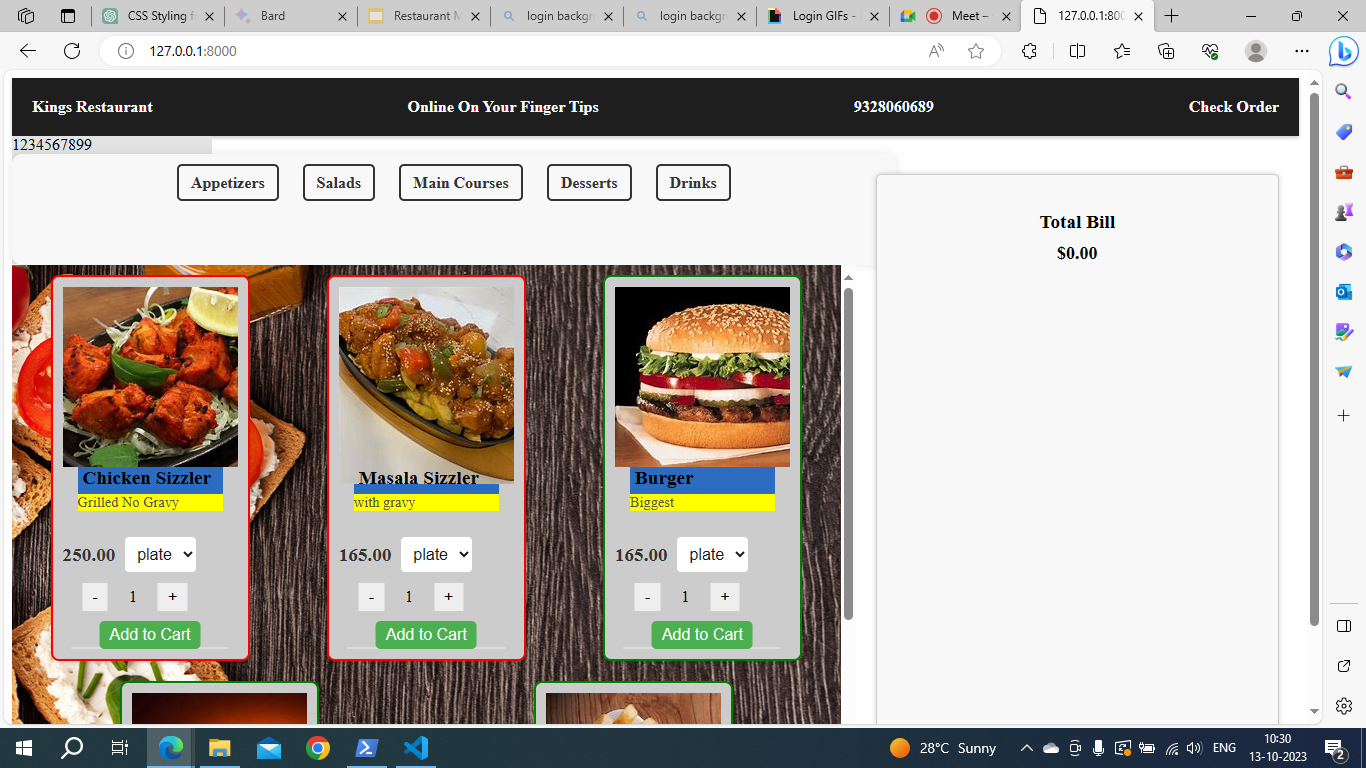 CSS Styling f
Bard
Restaurant M
login backgr
login backgr
Login GIFs -
Meet –
127.0.0.1:800
127.0.0.1:8000
Kings Restaurant
Online On Your Finger Tips
9328060689
Check Order
1234567899
Appetizers
Salads
Main Courses
Desserts
Drinks
Total Bill
$0.00
Chicken Sizzler
Grilled No Gravy
250.00
plate
-
1
+
Add to Cart
Masala Sizzler
with gravy
165.00
plate
-
1
+
Add to Cart
Burger
Biggest
165.00
plate
-
1
+
Add to Cart
28°C Sunny
ENG
10:30
13-10-2023
2